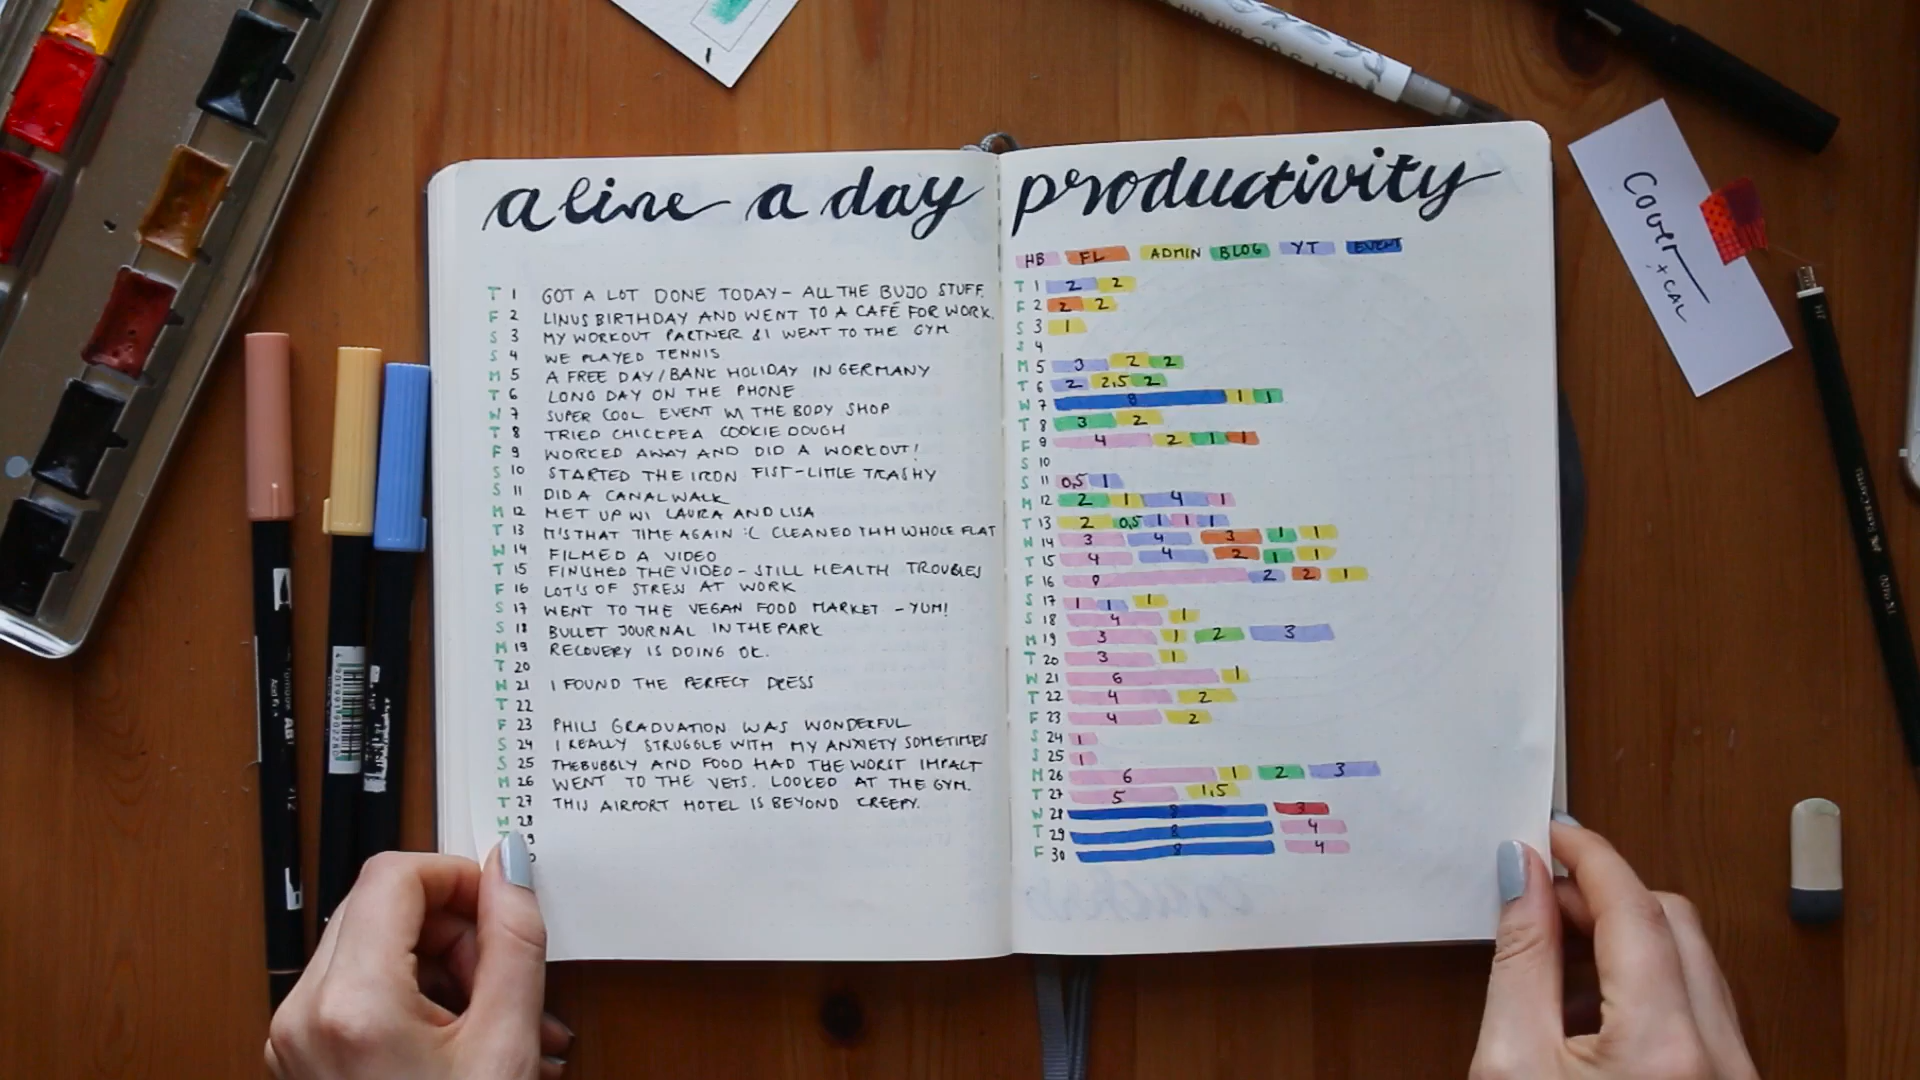 a line a day
T 1 GOT A LOT DONE TODAY - ALL THE BUJO STUFF.
F 2 LINUS BIRTHDAY AND WENT TO A CAFÉ FOR WORK.
S 3 MY WORKOUT PARTNER & I WENT TO THE GYM
S 4 WE PLAYED TENNIS
M 5 A FREE DAY / BANK HOLIDAY IN GERMANY
T 6 LONG DAY ON THE PHONE
W 7 SUPER COOL EVENT W/ THE BODY SHOP
T 8 TRIED CHICKPEA COOKIE DOUGH
F 9 WORKED AWAY AND DID A WORKOUT!
S 10 STARTED THE IRON FIST - LITTLE TRASHY
S 11 DID A CANAL WALK
M 12 MET UP W/ LAURA AND LISA
T 13 IT'S THAT TIME AGAIN :( CLEANED THM WHOLE FLAT
W 14 FILMED A VIDEO
T 15 FINISHED THE VIDEO - STILL HEALTH TROUBLES
F 16 LOT'S OF STRESS AT WORK
S 17 WENT TO THE VEGAN FOOD MARKET - YUM!
S 18 BULLET JOURNAL IN THE PARK
M 19 RECOVERY IS DOING OK.
T 20
W 21 I FOUND THE PERFECT DRESS
T 22
F 23 PHILS GRADUATION WAS WONDERFUL
S 24 I REALLY STRUGGLE WITH MY ANXIETY SOMETIMES
S 25 THE BUBBLY AND FOOD HAD THE WORST IMPACT
M 26 WENT TO THE VETS. LOOKED AT THE GYM.
T 27 THIS AIRPORT HOTEL IS BEYOND CREEPY.
W 28
9
productivity
HB FL ADMIN BLOG YT EVENT
T 1 2 2
F 2 2 2
S 3 1
S 4
M 5 3 2 2
T 6 2 2,5 2
W 7 8 1 1
T 8 3 2
F 9 4 2 1 1
S 10
S 11 0,5 1
M 12 2 1 4 1
T 13 2 0,5 1 1 1
W 14 3 4 3 1 1
T 15 4 4 2 1 1
F 16 8 2 2 1
S 17 1 1 1
S 18 4 1
M 19 3 1 2 3
T 20 3 1
W 21 6 1
T 22 4 2
F 23 4 2
S 24 1
S 25 1
M 26 6 1 2 3
T 27 5 1,5
W 28 8 3
T 29 8 4
F 30 8 4
Cover
+ CAL
ABT